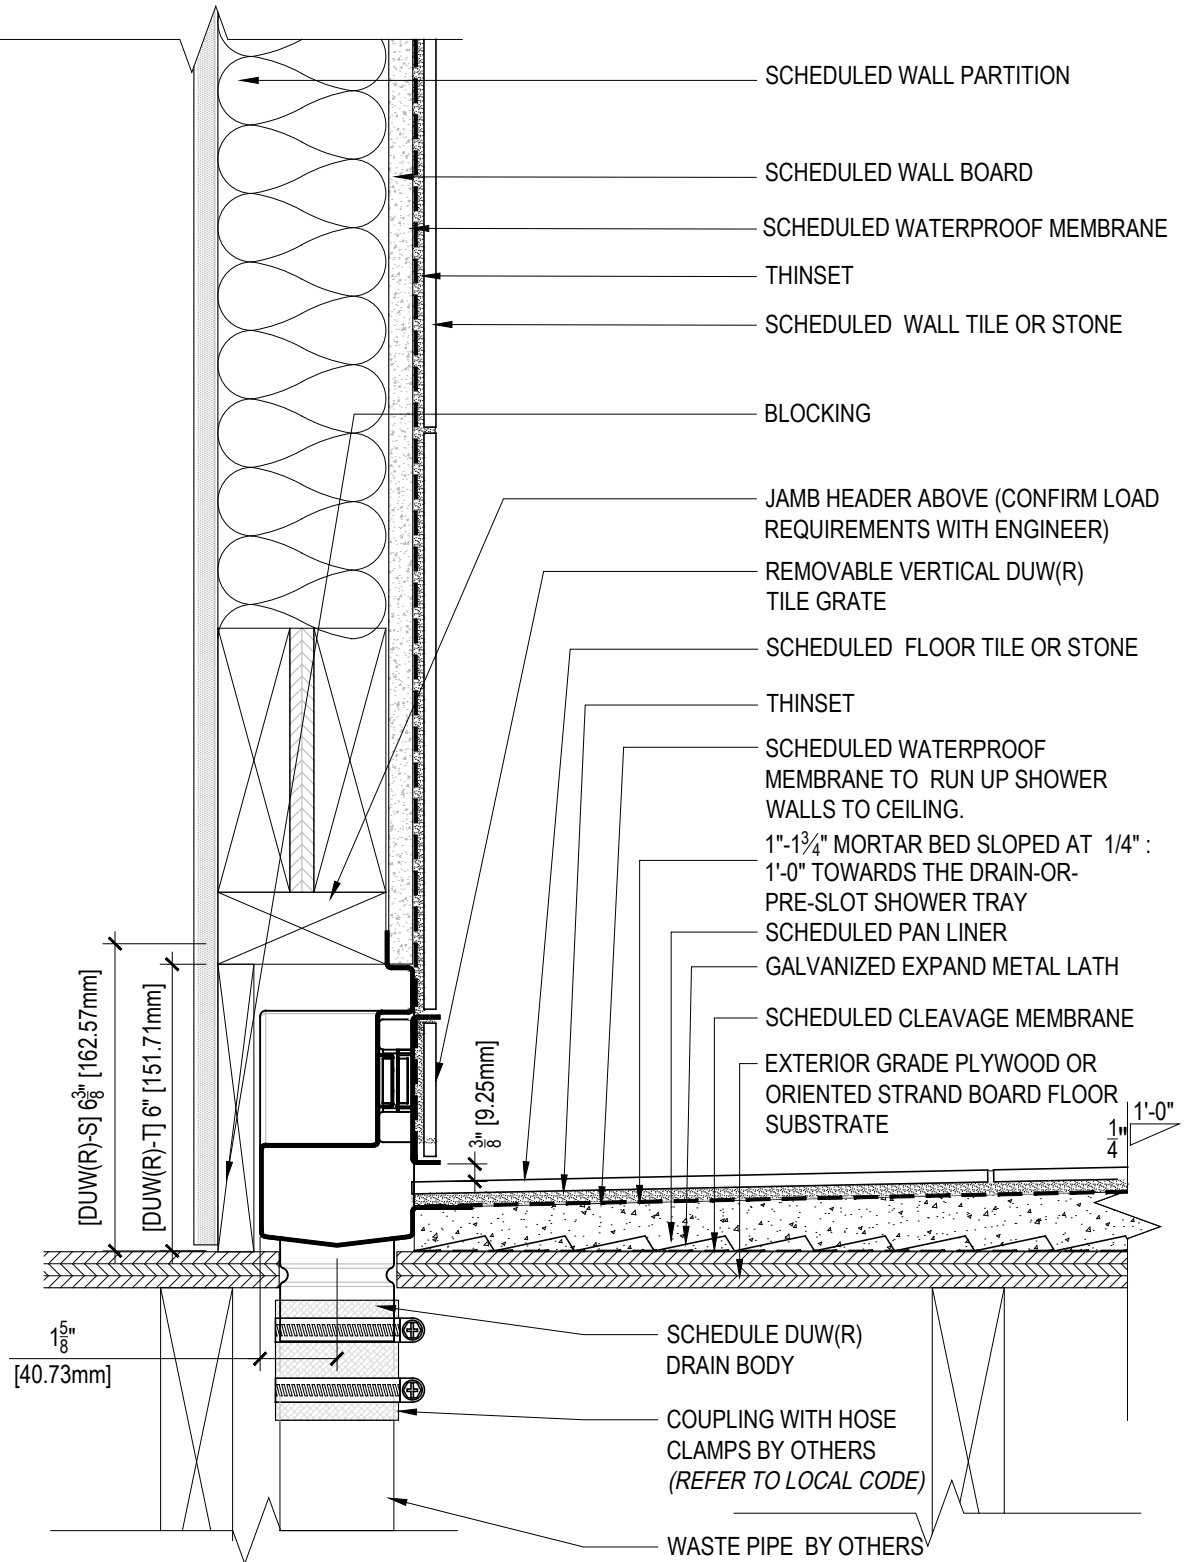 SCHEDULED WALL PARTITION
SCHEDULED WALL BOARD
SCHEDULED WATERPROOF MEMBRANE
THINSET
SCHEDULED WALL TILE OR STONE
BLOCKING
JAMB HEADER ABOVE (CONFIRM LOAD
REQUIREMENTS WITH ENGINEER)
REMOVABLE VERTICAL DUW(R)
TILE GRATE
SCHEDULED FLOOR TILE OR STONE
THINSET
SCHEDULED WATERPROOF
MEMBRANE TO RUN UP SHOWER
WALLS TO CEILING.
1"-1¾" MORTAR BED SLOPED AT 1/4" :
1'-0" TOWARDS THE DRAIN-OR-
PRE-SLOT SHOWER TRAY
SCHEDULED PAN LINER
GALVANIZED EXPAND METAL LATH
SCHEDULED CLEAVAGE MEMBRANE
EXTERIOR GRADE PLYWOOD OR
ORIENTED STRAND BOARD FLOOR
SUBSTRATE
1'-0"
1/4"
[DUW(R)-S] 6⅜" [162.57mm]
[DUW(R)-T] 6" [151.71mm]
⅜" [9.25mm]
1⅝"
[40.73mm]
SCHEDULE DUW(R)
DRAIN BODY
COUPLING WITH HOSE
CLAMPS BY OTHERS
(REFER TO LOCAL CODE)
WASTE PIPE BY OTHERS